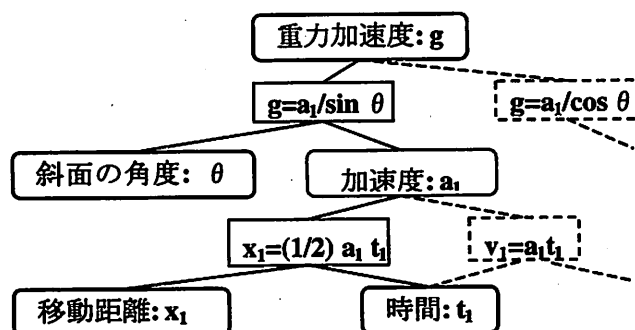 重力加速度: g
g=a₁/sin θ
g=a₁/cos θ
斜面の角度: θ
加速度: a₁
x₁=(1/2) a₁ t₁
v₁=a₁t₁
移動距離: x₁
時間: t₁